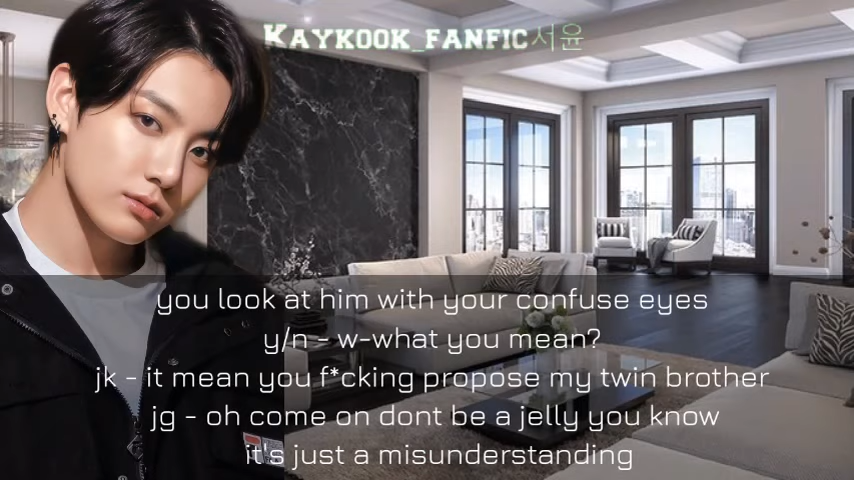 Kaykook_fanfic서윤
you look at him with your confuse eyes
y/n - w-what you mean?
jk - it mean you f*cking propose my twin brother
jg - oh come on dont be a jelly you know
it's just a misunderstanding